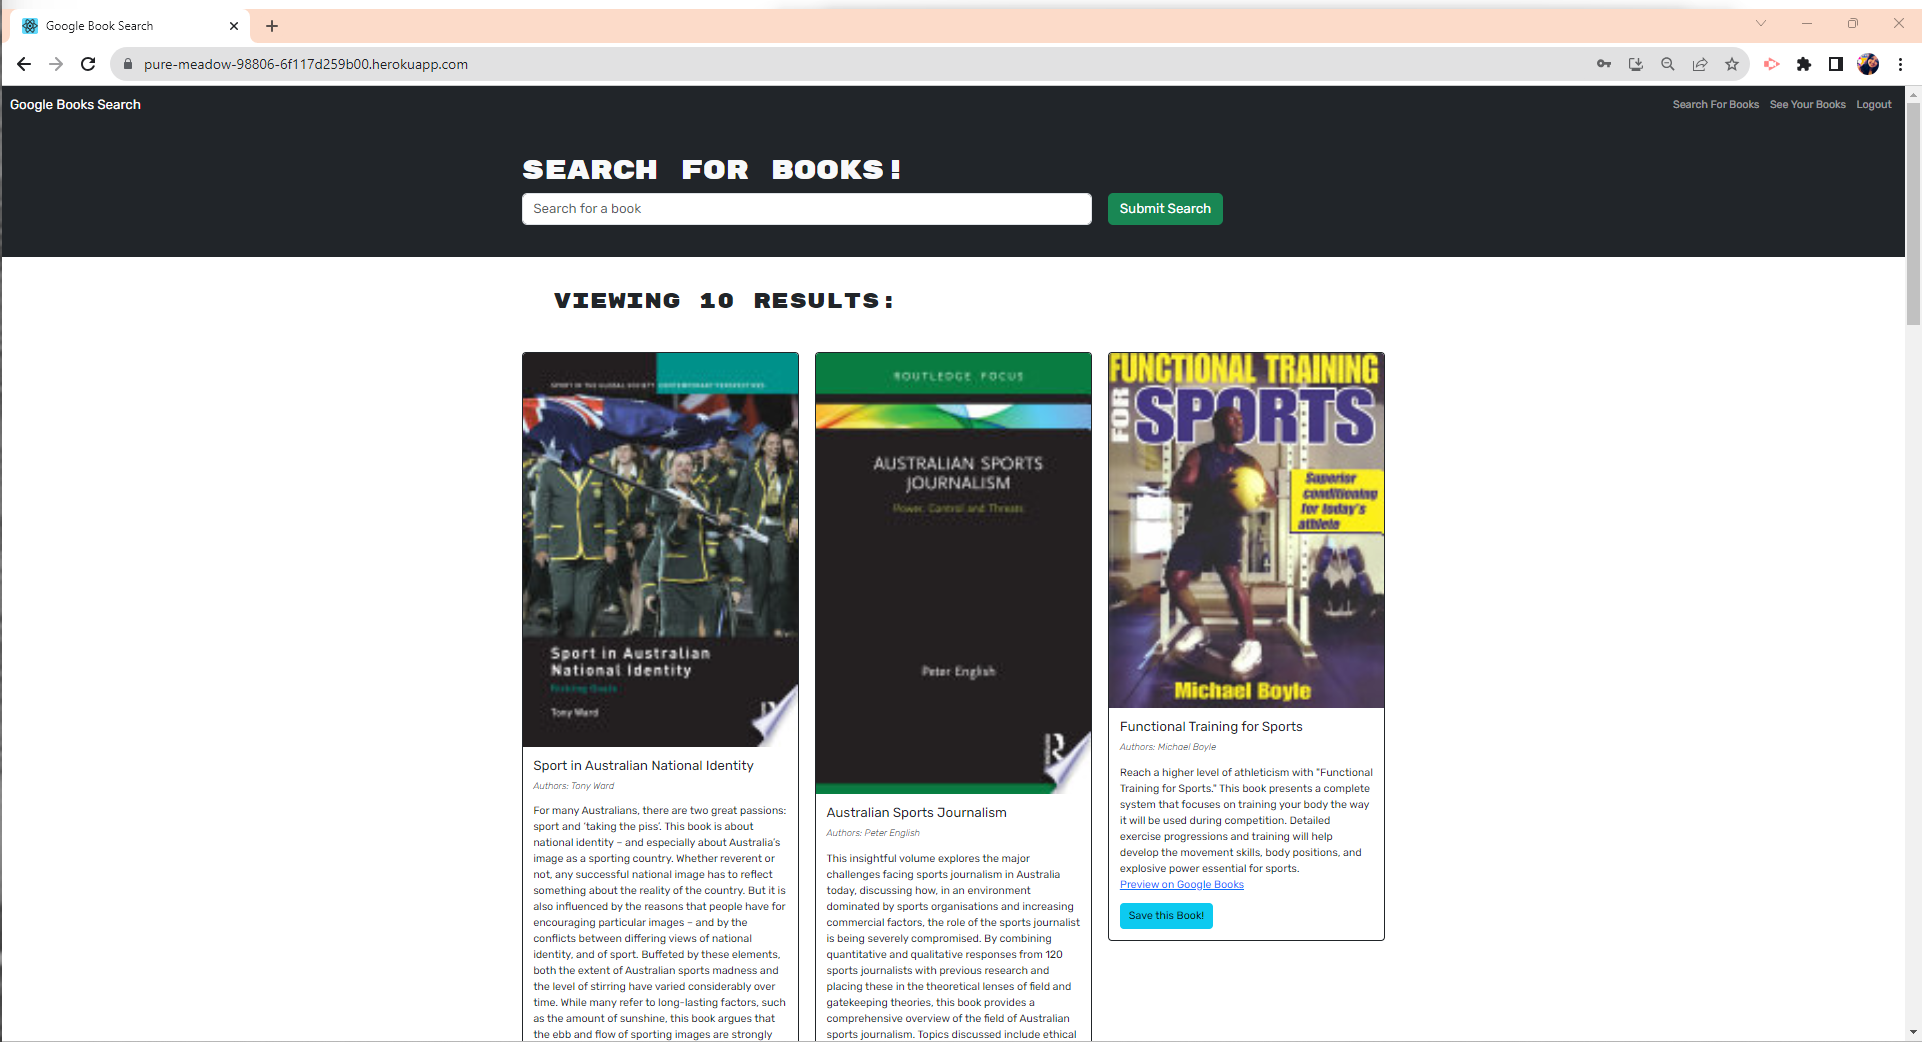 Google Book Search
pure-meadow-98806-6f117d259b00.herokuapp.com
Google Books Search
Search For Books
See Your Books
Logout
SEARCH FOR BOOKS!
Search for a book
Submit Search
VIEWING 10 RESULTS:
SPORT IN THE GLOBAL SOCIETY CONTEMPORARY PERSPECTIVES
Sport in Australian
National Identity
Kicking Goals
Tony Ward
Sport in Australian National Identity
Authors: Tony Ward
For many Australians, there are two great passions:
sport and ‘taking the piss’. This book is about
national identity – and especially about Australia’s
image as a sporting country. Whether reverent or
not, any successful national image has to reflect
something about the reality of the country. But it is
also influenced by the reasons that people have for
encouraging particular images – and by the
conflicts between differing views of national
identity, and of sport. Buffeted by these elements,
both the extent of Australian sports madness and
the level of stirring have varied considerably over
time. While many refer to long-lasting factors, such
as the amount of sunshine, this book argues that
the ebb and flow of sporting images are strongly
ROUTLEDGE FOCUS
AUSTRALIAN SPORTS
JOURNALISM
Power, Control and Threats
Peter English
R
Australian Sports Journalism
Authors: Peter English
This insightful volume explores the major
challenges facing sports journalism in Australia
today, discussing how, in an environment
dominated by sports organisations and increasing
commercial factors, the role of the sports journalist
is being severely compromised. By combining
quantitative and qualitative responses from 120
sports journalists with previous research and
placing these in the theoretical lenses of field and
gatekeeping theories, this book provides a
comprehensive overview of the field of Australian
sports journalism. Topics discussed include ethical
FUNCTIONAL TRAINING
FOR SPORTS
Superior
conditioning
for today's
athlete
Michael Boyle
Functional Training for Sports
Authors: Michael Boyle
Reach a higher level of athleticism with "Functional
Training for Sports." This book presents a complete
system that focuses on training your body the way
it will be used during competition. Detailed
exercise progressions and training will help
develop the movement skills, body positions, and
explosive power essential for sports.
Preview on Google Books
Save this Book!